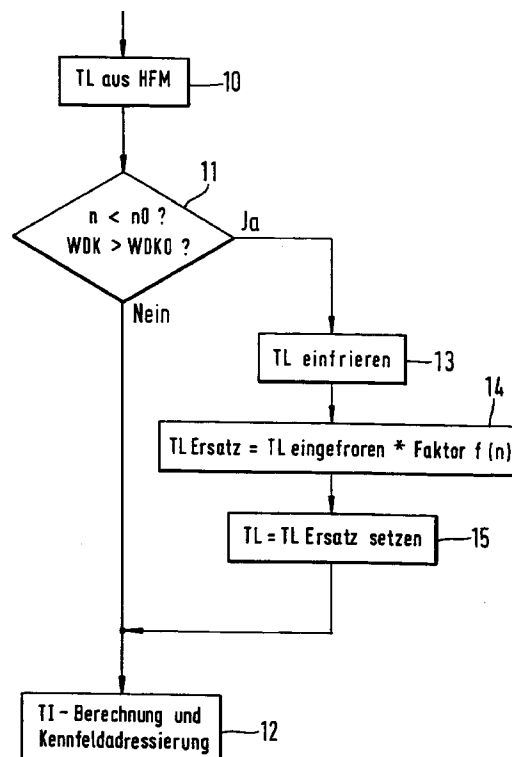 TL aus HFM
10
11
n < n0 ?
WDK > WDK0 ?
Ja
Nein
TL einfrieren
13
14
TL Ersatz = TL eingefroren * Faktor f (n)
TL = TL Ersatz setzen
15
TI - Berechnung und
Kennfeldadressierung
12